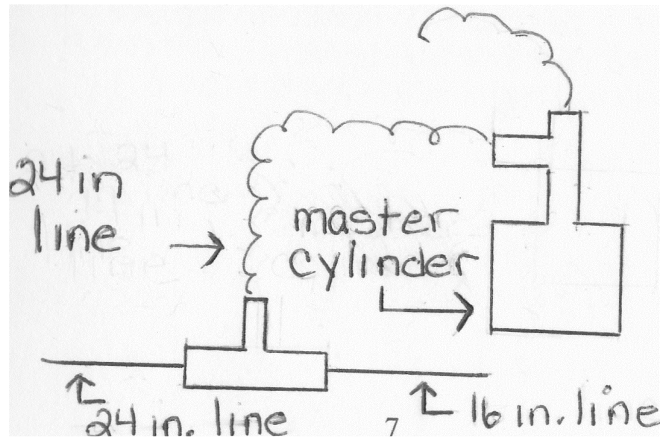 24 in
line
master
cylinder
24 in. line
7
16 in. line